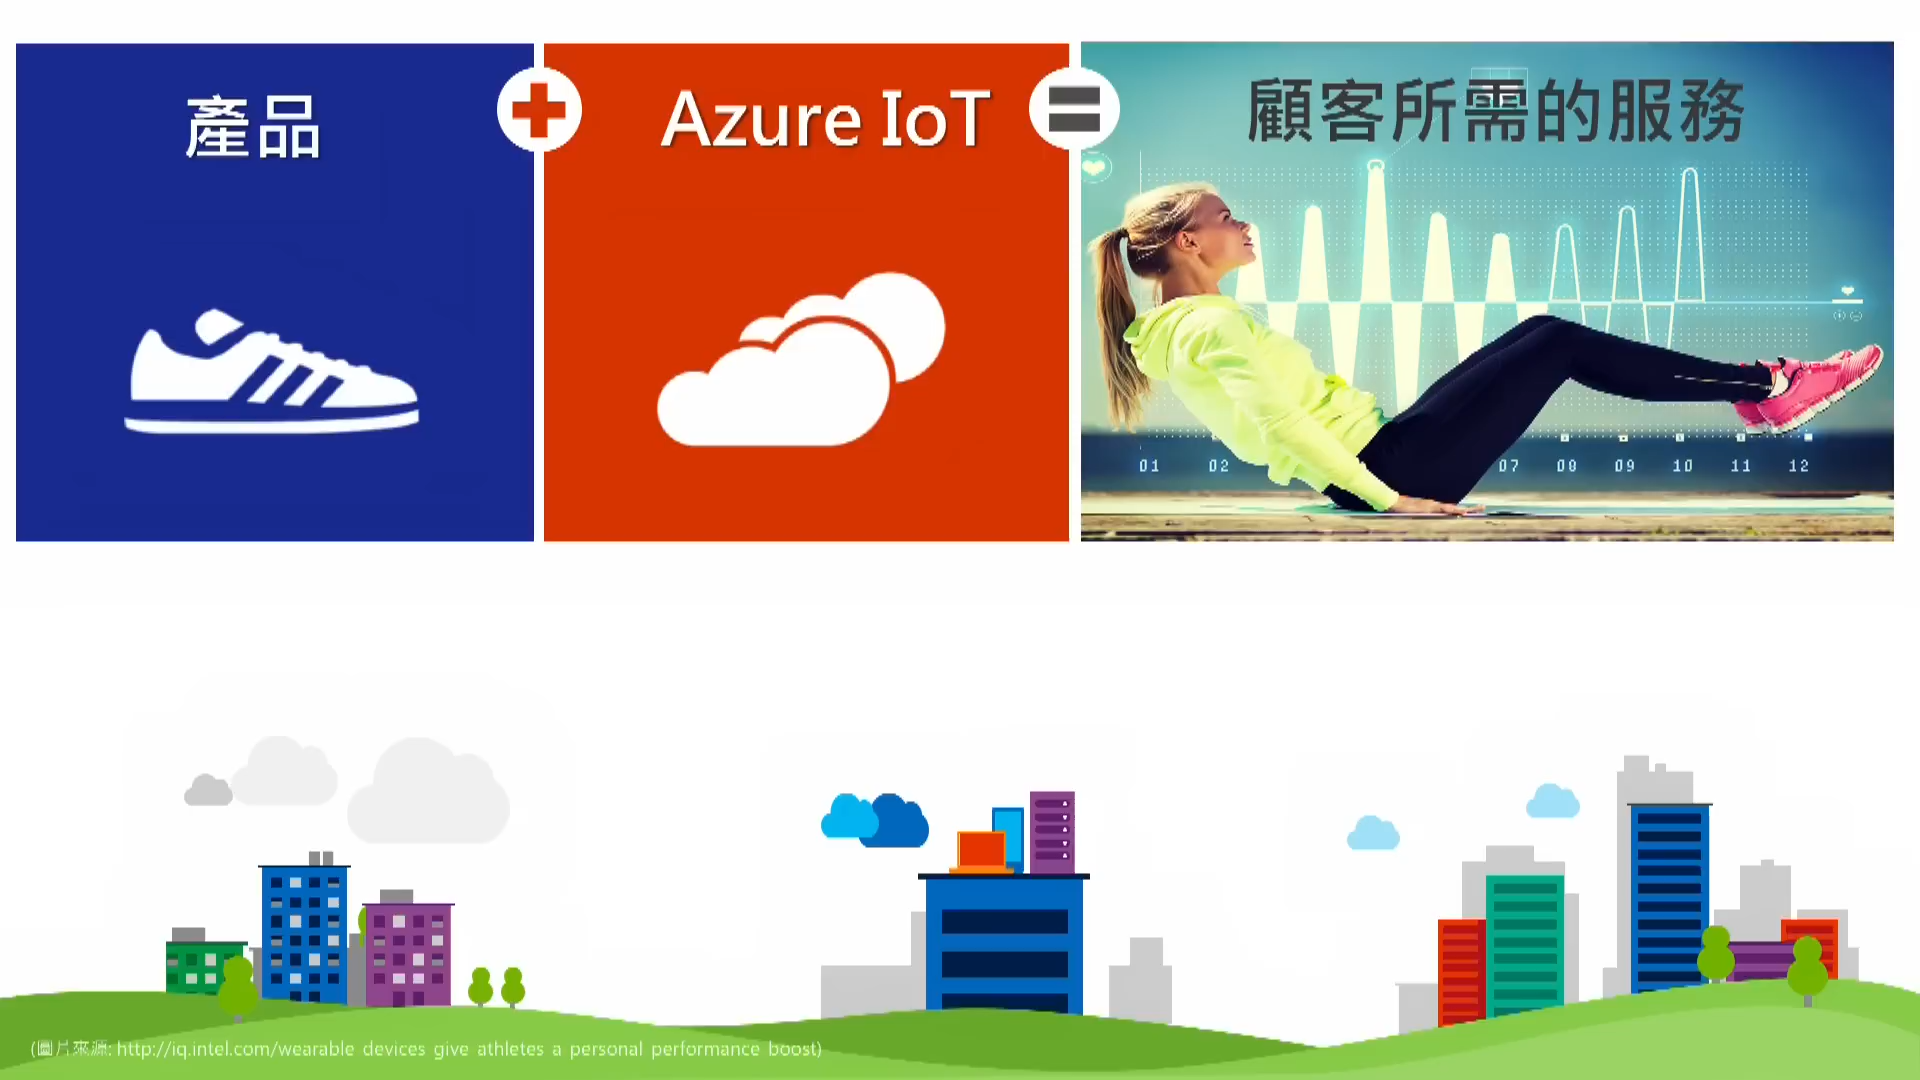 產品
Azure IoT
顧客所需的服務
01 02 07 08 09 10 11 12
(圖片來源: http://iq.intel.com/wearable devices give athletes a personal performance boost)